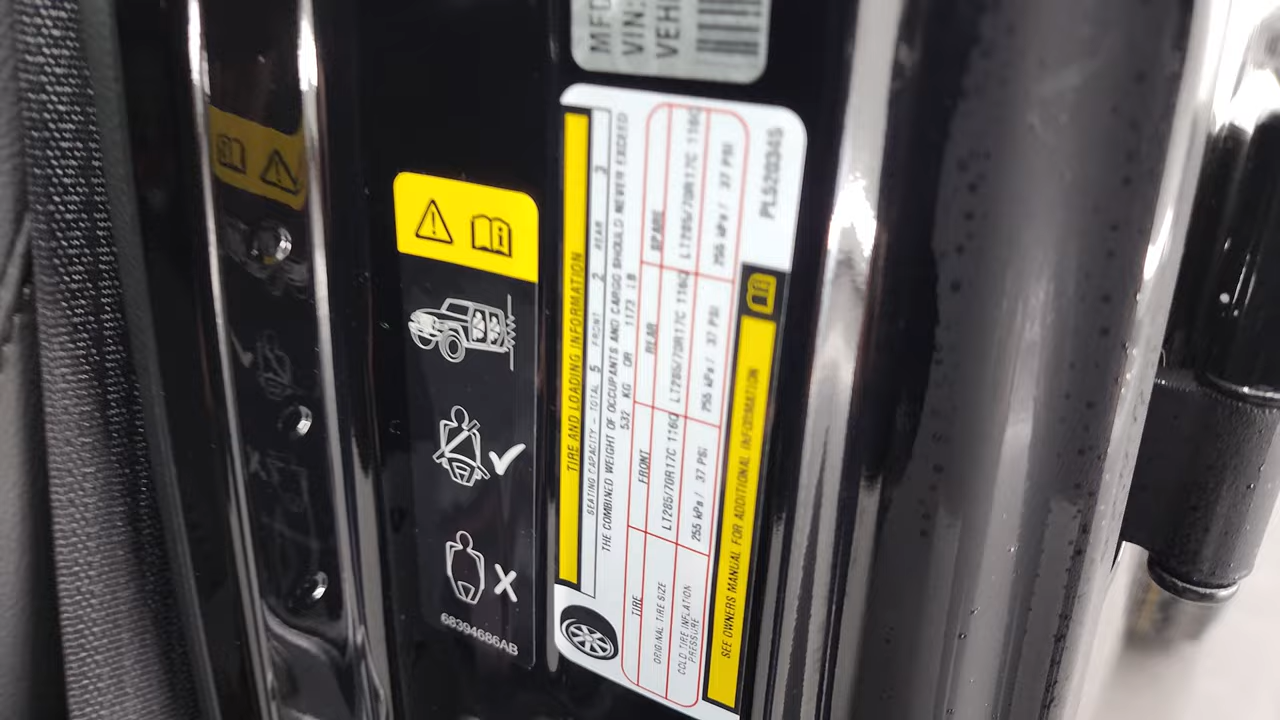 MFD
VIN:
VEH
TIRE AND LOADING INFORMATION
SEATING CAPACITY - TOTAL 5 FRONT 2 REAR 3
THE COMBINED WEIGHT OF OCCUPANTS AND CARGO SHOULD NEVER EXCEED
532 KG OR 1173 LB
TIRE FRONT REAR SPARE
ORIGINAL TIRE SIZE LT285/70R17C 116Q LT285/70R17C 116Q LT285/70R17C 116Q
COLD TIRE INFLATION PRESSURE 255 kPa / 37 PSI 255 kPa / 37 PSI 255 kPa / 37 PSI
SEE OWNERS MANUAL FOR ADDITIONAL INFORMATION
PLS2034S
68394686AB